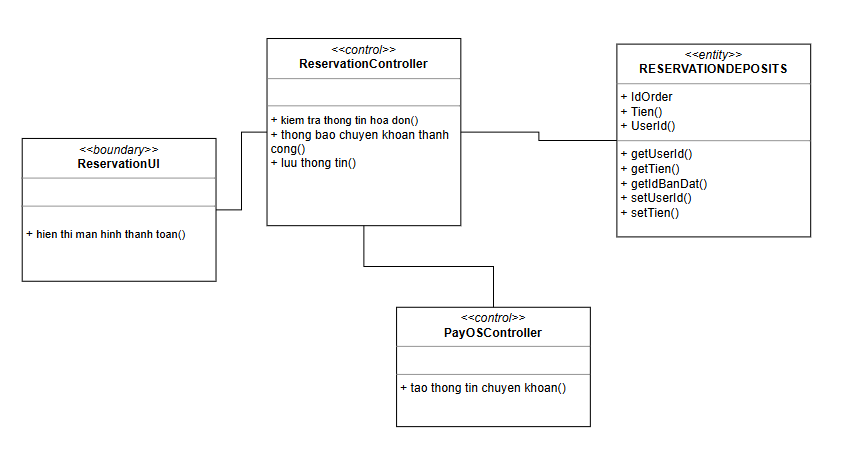 <<control>>
ReservationController
+ kiem tra thong tin hoa don()
+ thong bao chuyen khoan thanh
cong()
+ luu thong tin()
<<entity>>
RESERVATIONDEPOSITS
+ IdOrder
+ Tien()
+ UserId()
+ getUserId()
+ getTien()
+ getIdBanDat()
+ setUserId()
+ setTien()
<<boundary>>
ReservationUI
+ hien thi man hinh thanh toan()
<<control>>
PayOSController
+ tao thong tin chuyen khoan()